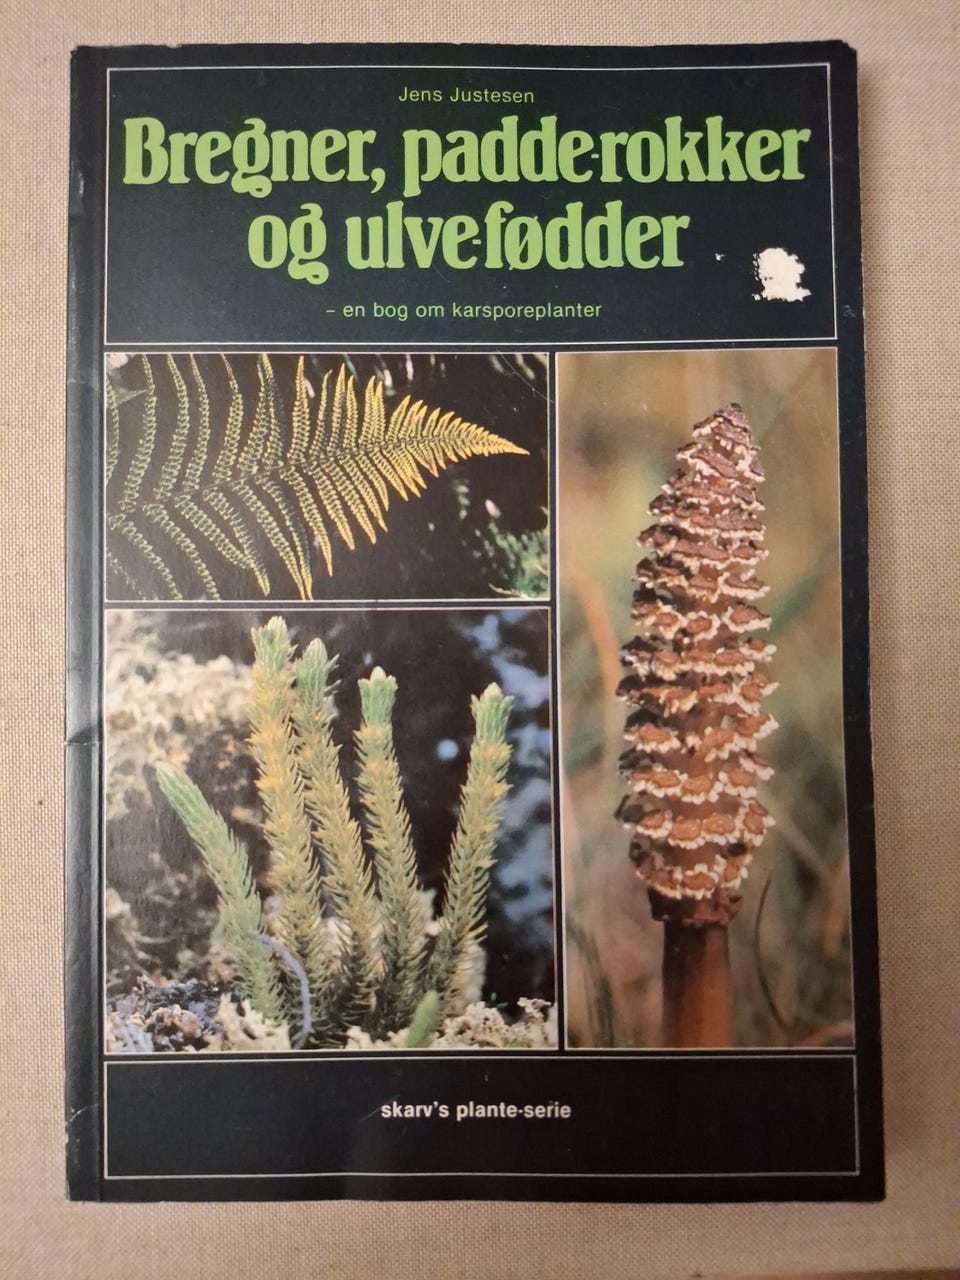 Jens Justesen
Bregner, padde-rokker
og ulve-fødder
– en bog om karsporeplanter
skarv's plante-serie